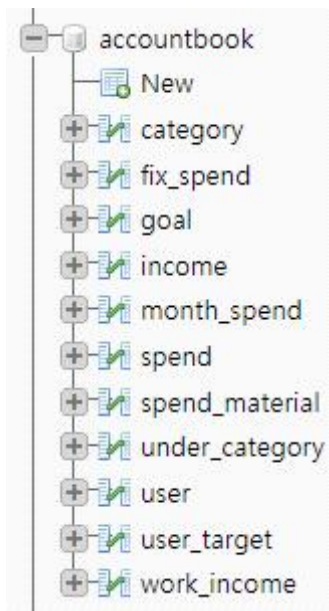 accountbook
New
category
fix_spend
goal
income
month_spend
spend
spend_material
under_category
user
user_target
work_income